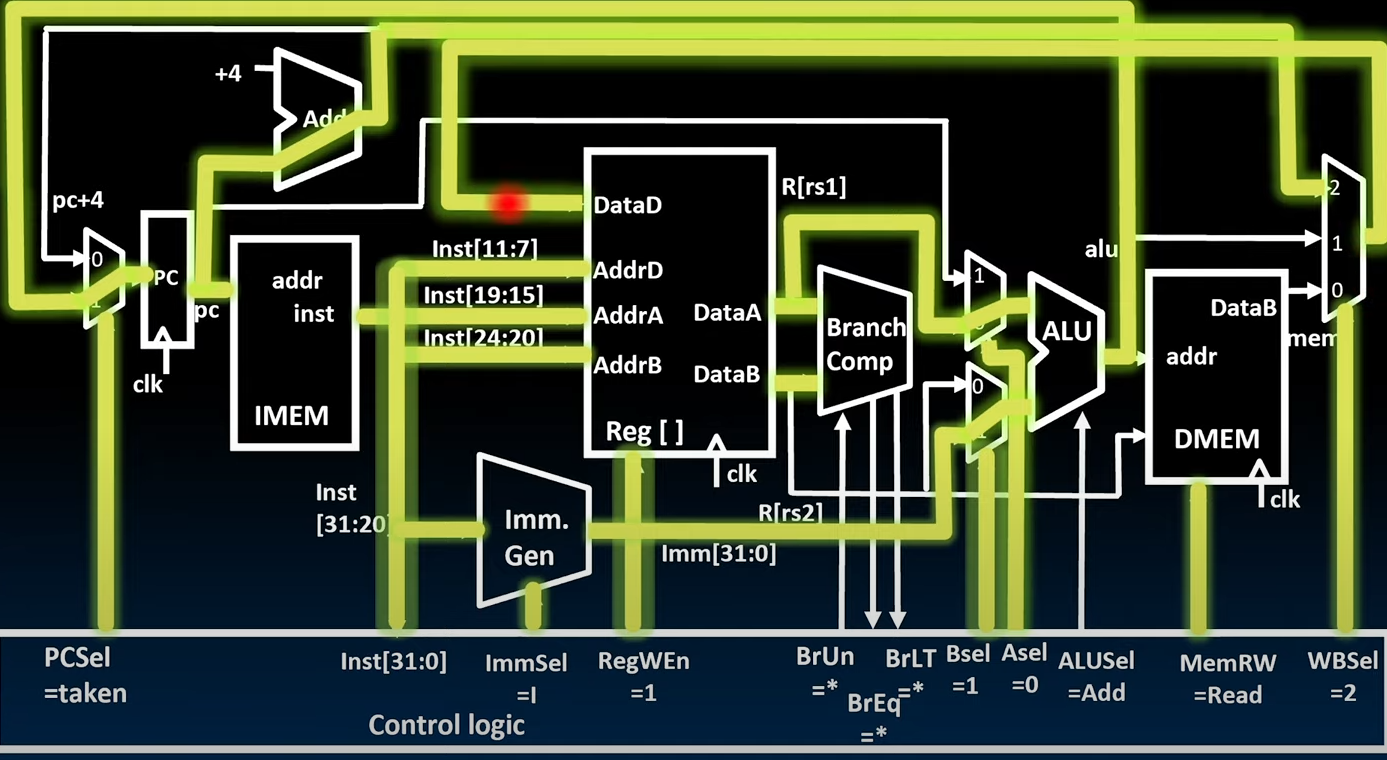 +4
Add
pc+4
0
1
PC
pc
clk
addr
inst
IMEM
Inst[11:7]
Inst[19:15]
Inst[24:20]
DataD
AddrD
AddrA
AddrB
DataA
DataB
Reg [ ]
clk
R[rs1]
Branch
Comp
1
0
0
1
ALU
alu
addr
DataB
DMEM
clk
2
1
0
mem
Inst
[31:20]
Imm.
Gen
R[rs2]
Imm[31:0]
PCSel
=taken
Inst[31:0]
ImmSel
=I
RegWEn
=1
BrUn
=*
BrEq
=*
BrLT
=*
Bsel
=1
Asel
=0
ALUSel
=Add
MemRW
=Read
WBSel
=2
Control logic